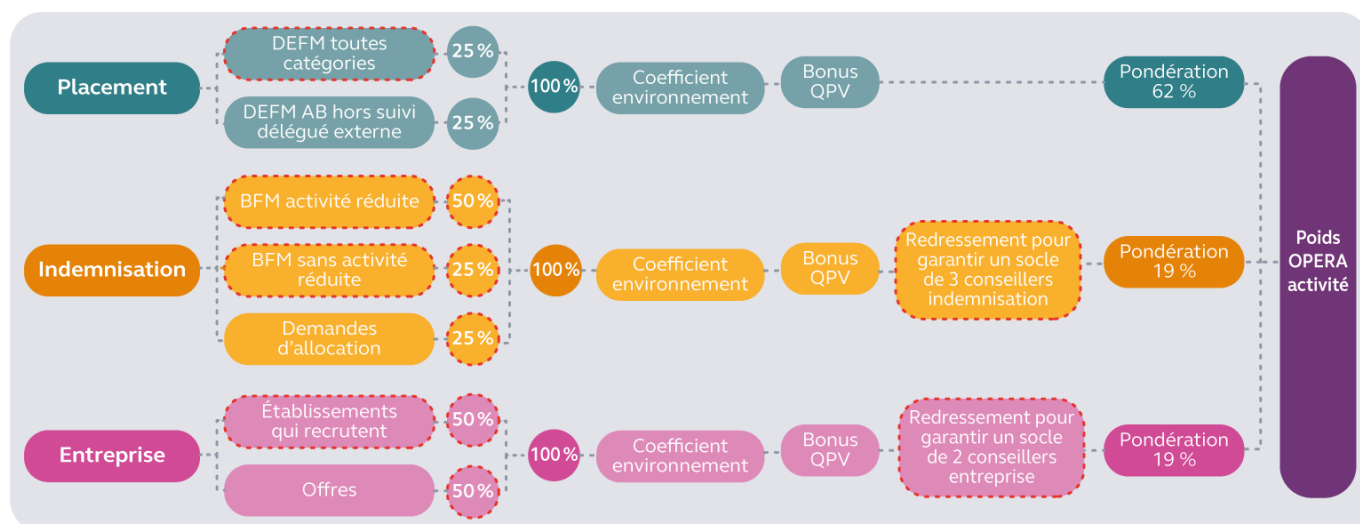 Placement
DEFM toutes
catégories
25 %
DEFM AB hors suivi
délégué externe
25 %
100 %
Coefficient
environnement
Bonus
QPV
Pondération
62 %
Indemnisation
BFM activité réduite
50 %
BFM sans activité
réduite
25 %
Demandes
d’allocation
25 %
100 %
Coefficient
environnement
Bonus
QPV
Redressement pour
garantir un socle
de 3 conseillers
indemnisation
Pondération
19 %
Entreprise
Établissements
qui recrutent
50 %
Offres
50 %
100 %
Coefficient
environnement
Bonus
QPV
Redressement pour
garantir un socle
de 2 conseillers
entreprise
Pondération
19 %
Poids
OPERA
activité